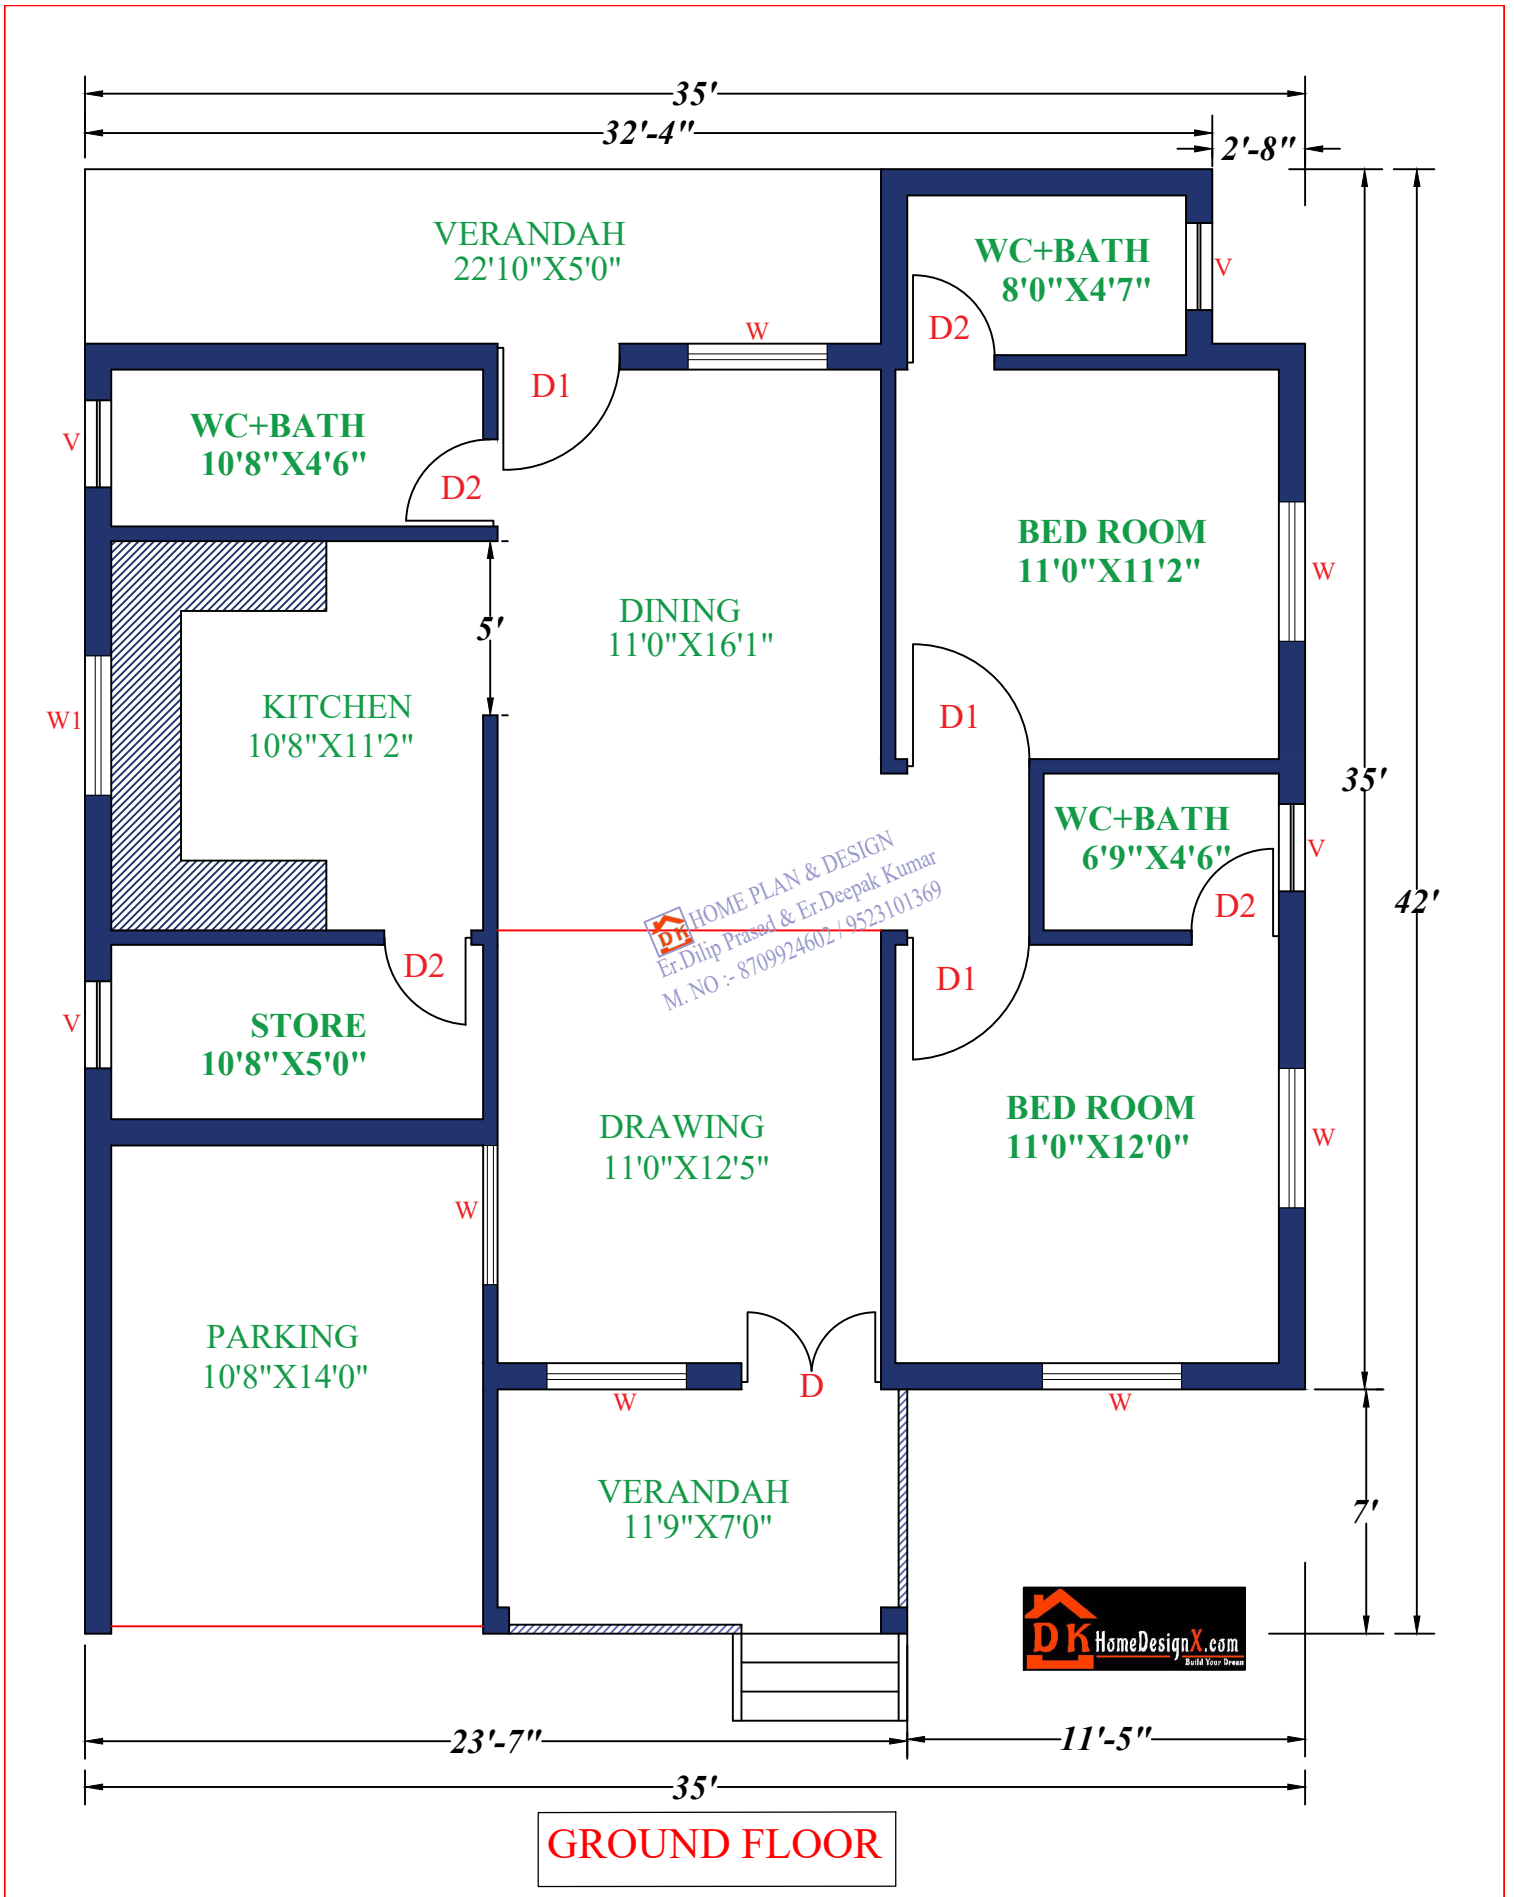 35'
32'-4"
2'-8"
VERANDAH
22'10"X5'0"
WC+BATH
8'0"X4'7"
V
D2
W
D1
WC+BATH
10'8"X4'6"
V
D2
BED ROOM
11'0"X11'2"
W
DINING
11'0"X16'1"
5'
KITCHEN
10'8"X11'2"
W1
D1
35'
WC+BATH
6'9"X4'6"
V
D2
42'
HOME PLAN & DESIGN
Er.Dilip Prasad & Er.Deepak Kumar
M. NO :- 8709924602 / 9523101369
DK
D2
D1
STORE
10'8"X5'0"
V
DRAWING
11'0"X12'5"
BED ROOM
11'0"X12'0"
W
W
PARKING
10'8"X14'0"
D
W
W
VERANDAH
11'9"X7'0"
7'
DK HomeDesignX.com
Build Your Dream
23'-7"
11'-5"
35'
GROUND FLOOR